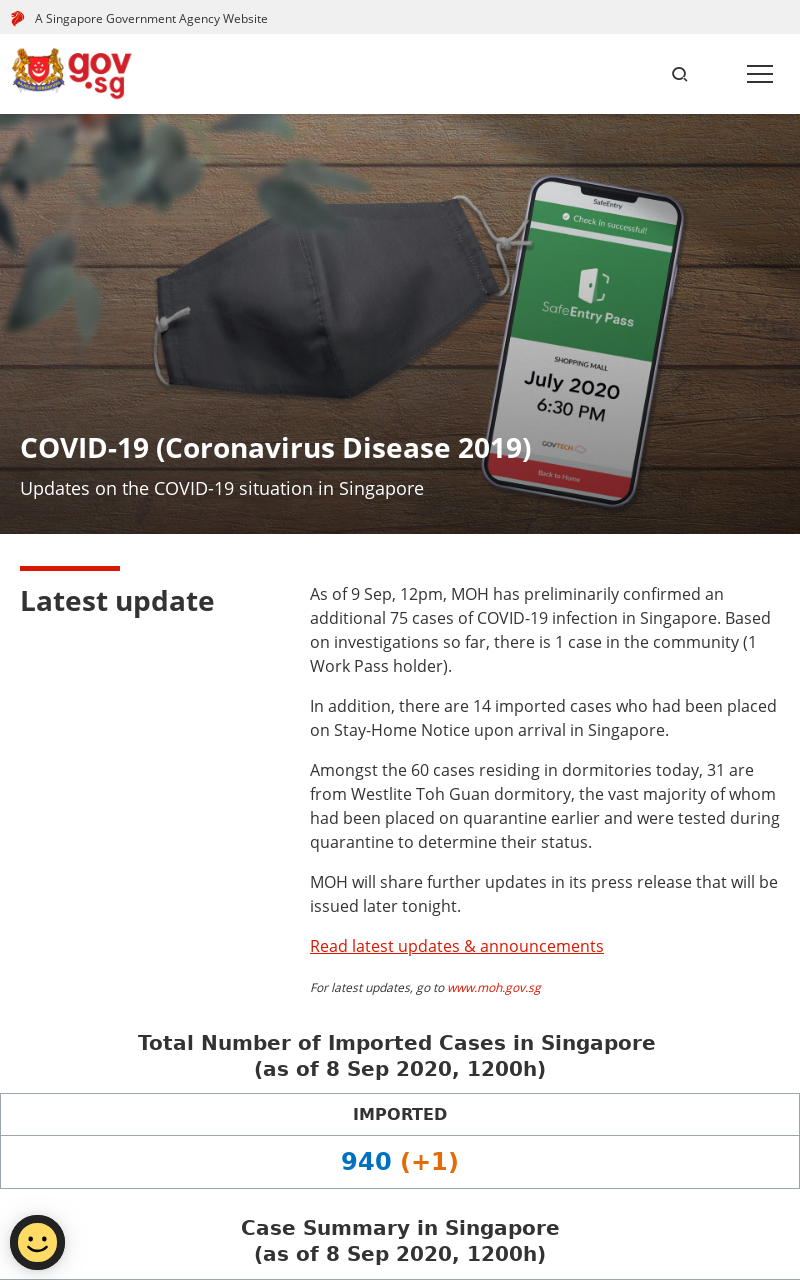 A Singapore Government Agency Website
gov
.sg
SafeEntry
Check in successful!
SafeEntry Pass
SHOPPING MALL
July 2020
6:30 PM
GOVTECH
Back to Home
COVID-19 (Coronavirus Disease 2019)
Updates on the COVID-19 situation in Singapore
Latest update
As of 9 Sep, 12pm, MOH has preliminarily confirmed an
additional 75 cases of COVID-19 infection in Singapore. Based
on investigations so far, there is 1 case in the community (1
Work Pass holder).
In addition, there are 14 imported cases who had been placed
on Stay-Home Notice upon arrival in Singapore.
Amongst the 60 cases residing in dormitories today, 31 are
from Westlite Toh Guan dormitory, the vast majority of whom
had been placed on quarantine earlier and were tested during
quarantine to determine their status.
MOH will share further updates in its press release that will be
issued later tonight.
Read latest updates & announcements
For latest updates, go to www.moh.gov.sg
Total Number of Imported Cases in Singapore
(as of 8 Sep 2020, 1200h)
IMPORTED
940 (+1)
Case Summary in Singapore
(as of 8 Sep 2020, 1200h)